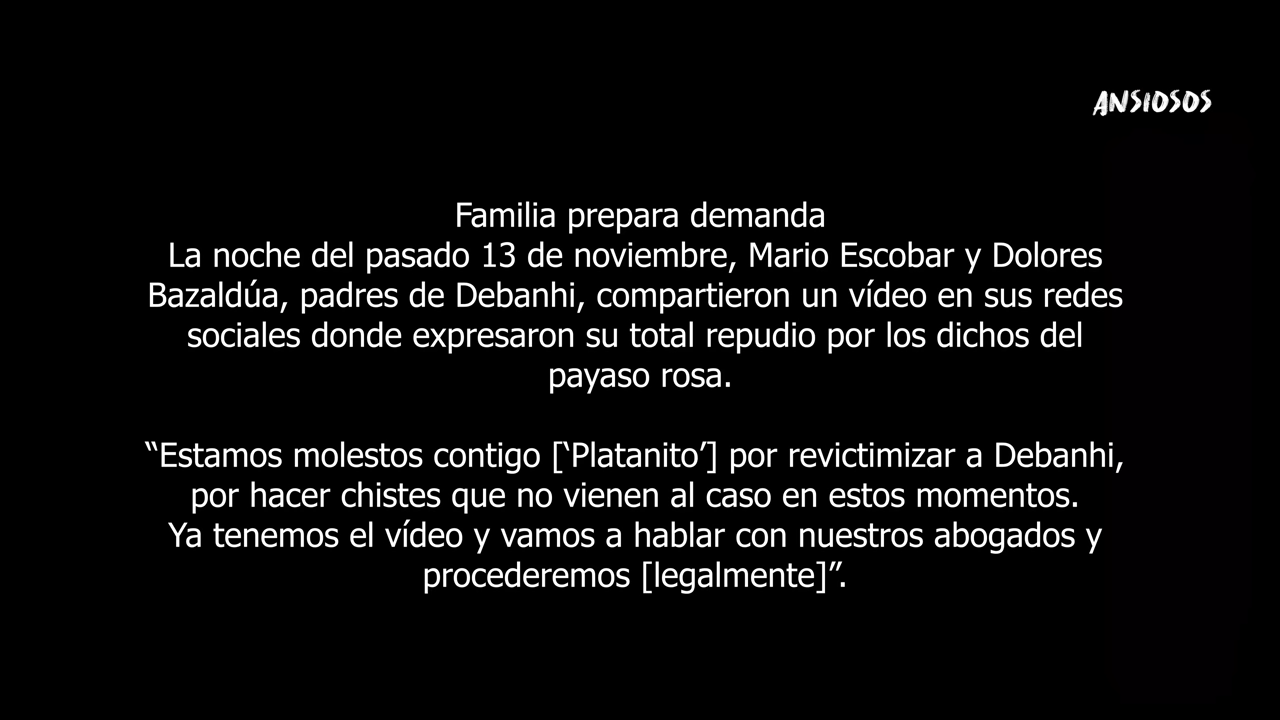 ANSIOSOS
Familia prepara demanda
La noche del pasado 13 de noviembre, Mario Escobar y Dolores
Bazaldúa, padres de Debanhi, compartieron un vídeo en sus redes
sociales donde expresaron su total repudio por los dichos del
payaso rosa.
“Estamos molestos contigo [‘Platanito’] por revictimizar a Debanhi,
por hacer chistes que no vienen al caso en estos momentos.
Ya tenemos el vídeo y vamos a hablar con nuestros abogados y
procederemos [legalmente]”.